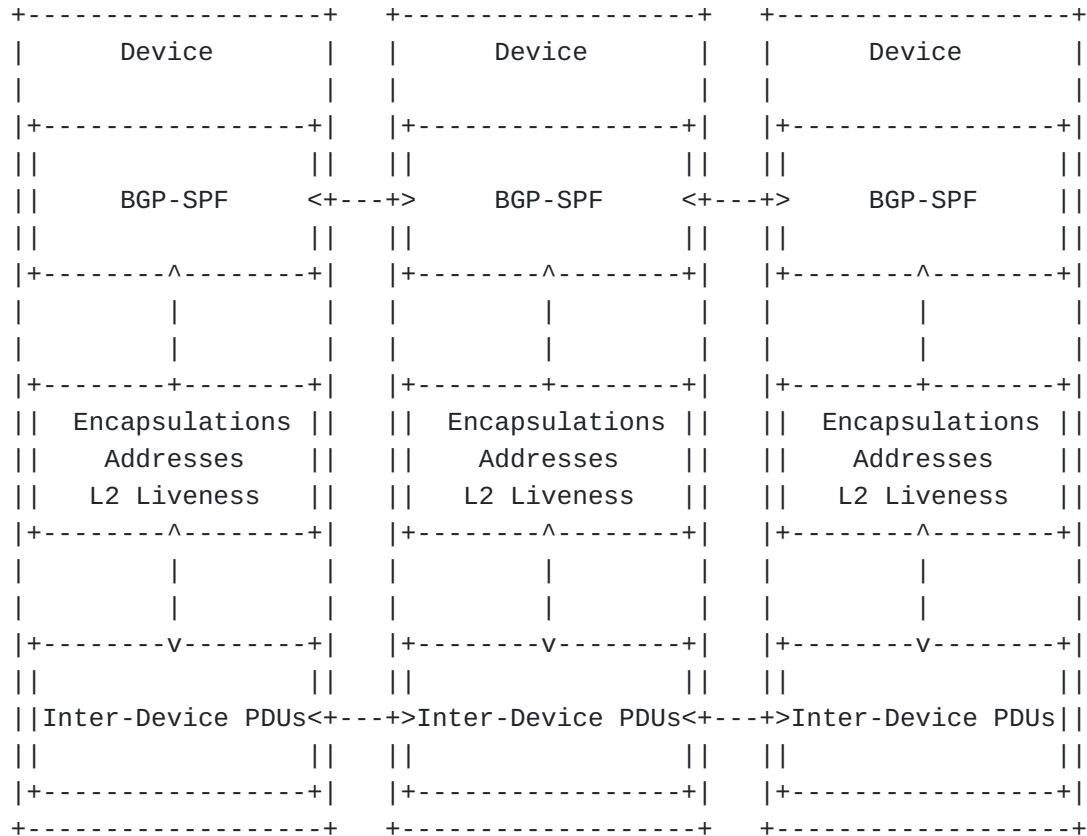 Device Device Device
BGP-SPF <+---+> BGP-SPF <+---+> BGP-SPF
Encapsulations Encapsulations Encapsulations
Addresses Addresses Addresses
L2 Liveness L2 Liveness L2 Liveness
Inter-Device PDUs<+---+>Inter-Device PDUs<+---+>Inter-Device PDUs